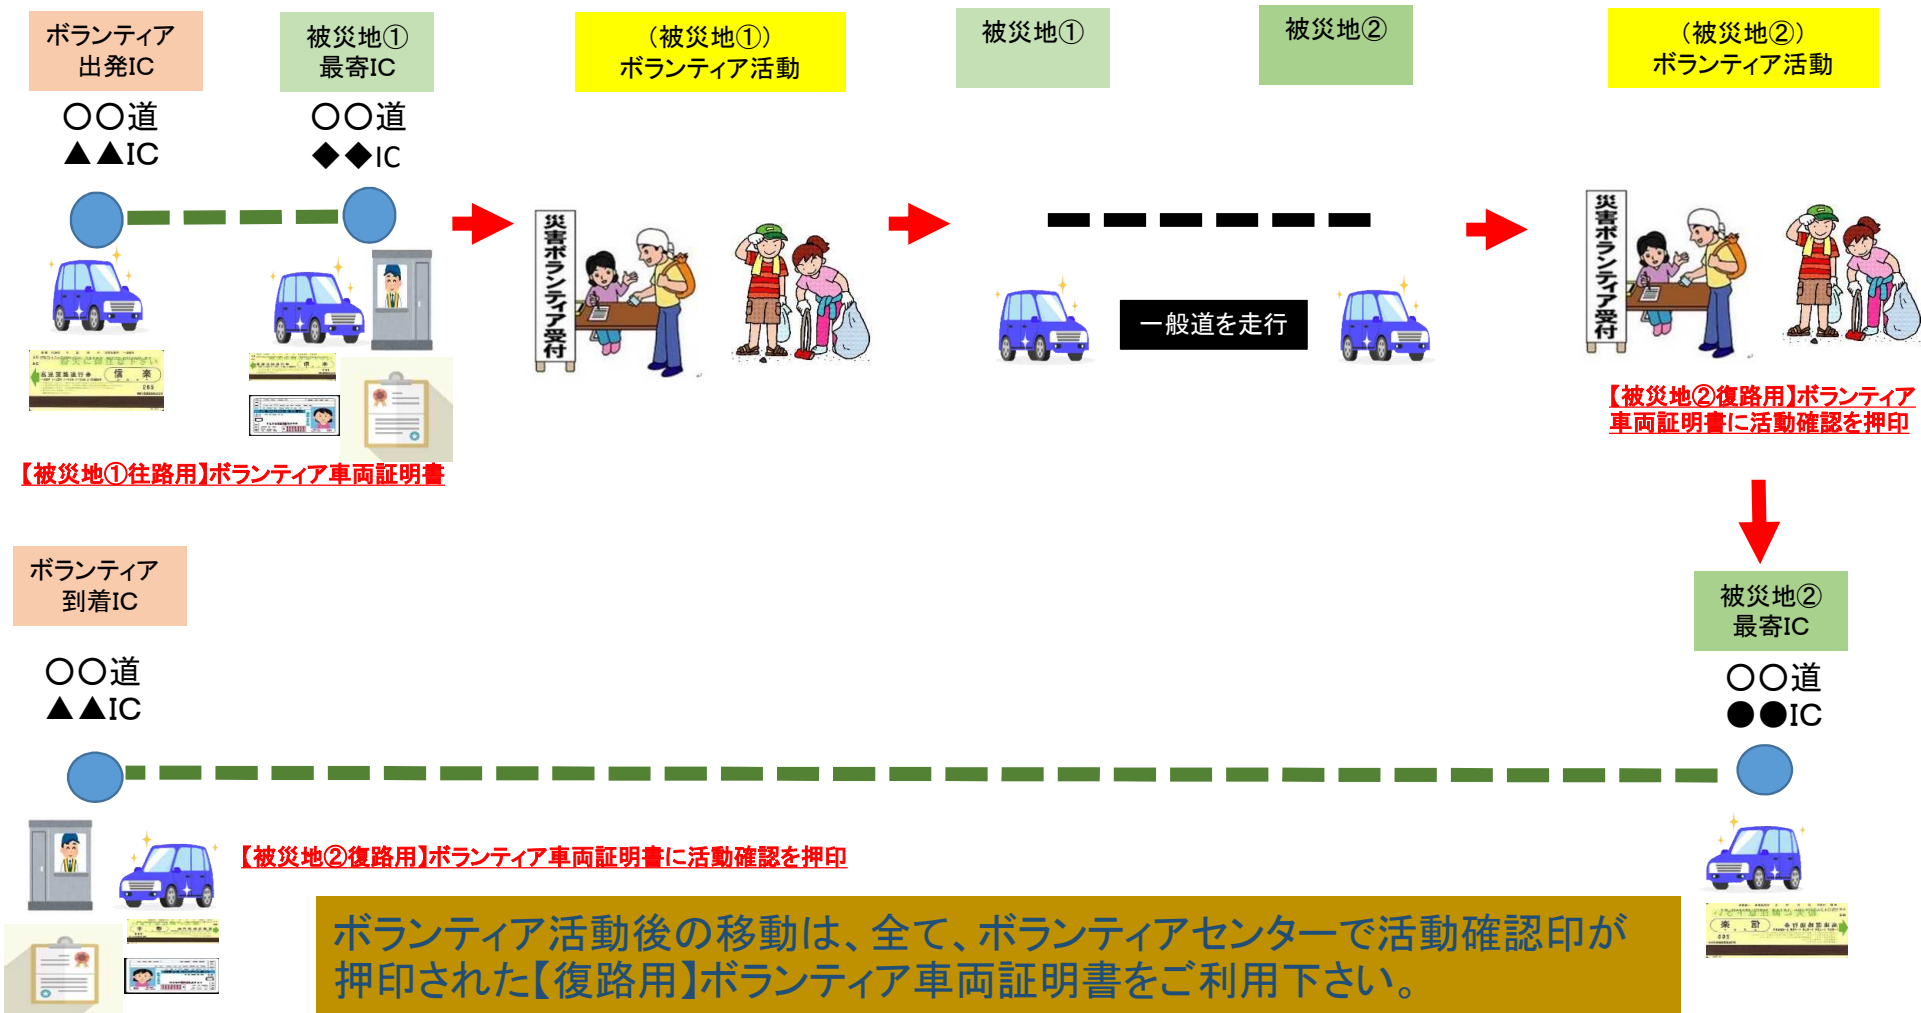 ボランティア
出発IC
被災地①
最寄IC
（被災地①）
ボランティア活動
被災地①
被災地②
（被災地②）
ボランティア活動
〇〇道
▲▲IC
〇〇道
◆◆IC
災害ボランティア受付
一般道を走行
災害ボランティア受付
高速道路通行券
信楽
【被災地①往路用】ボランティア車両証明書
【被災地②復路用】ボランティア
車両証明書に活動確認を押印
ボランティア
到着IC
被災地②
最寄IC
〇〇道
▲▲IC
〇〇道
●●IC
【被災地②復路用】ボランティア車両証明書に活動確認を押印
ボランティア活動後の移動は、全て、ボランティアセンターで活動確認印が
押印された【復路用】ボランティア車両証明書をご利用下さい。